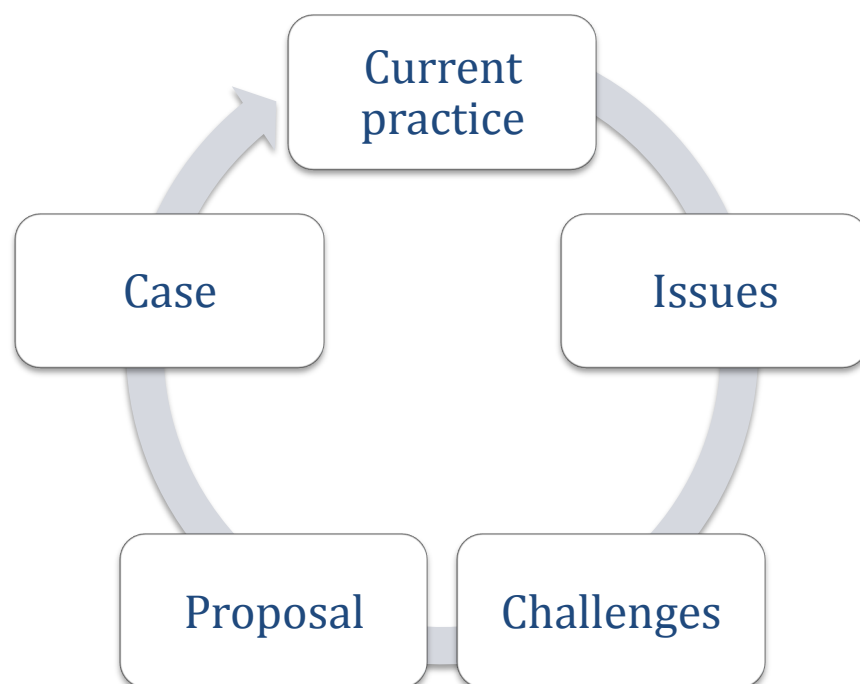 Current
practice
Issues
Challenges
Proposal
Case